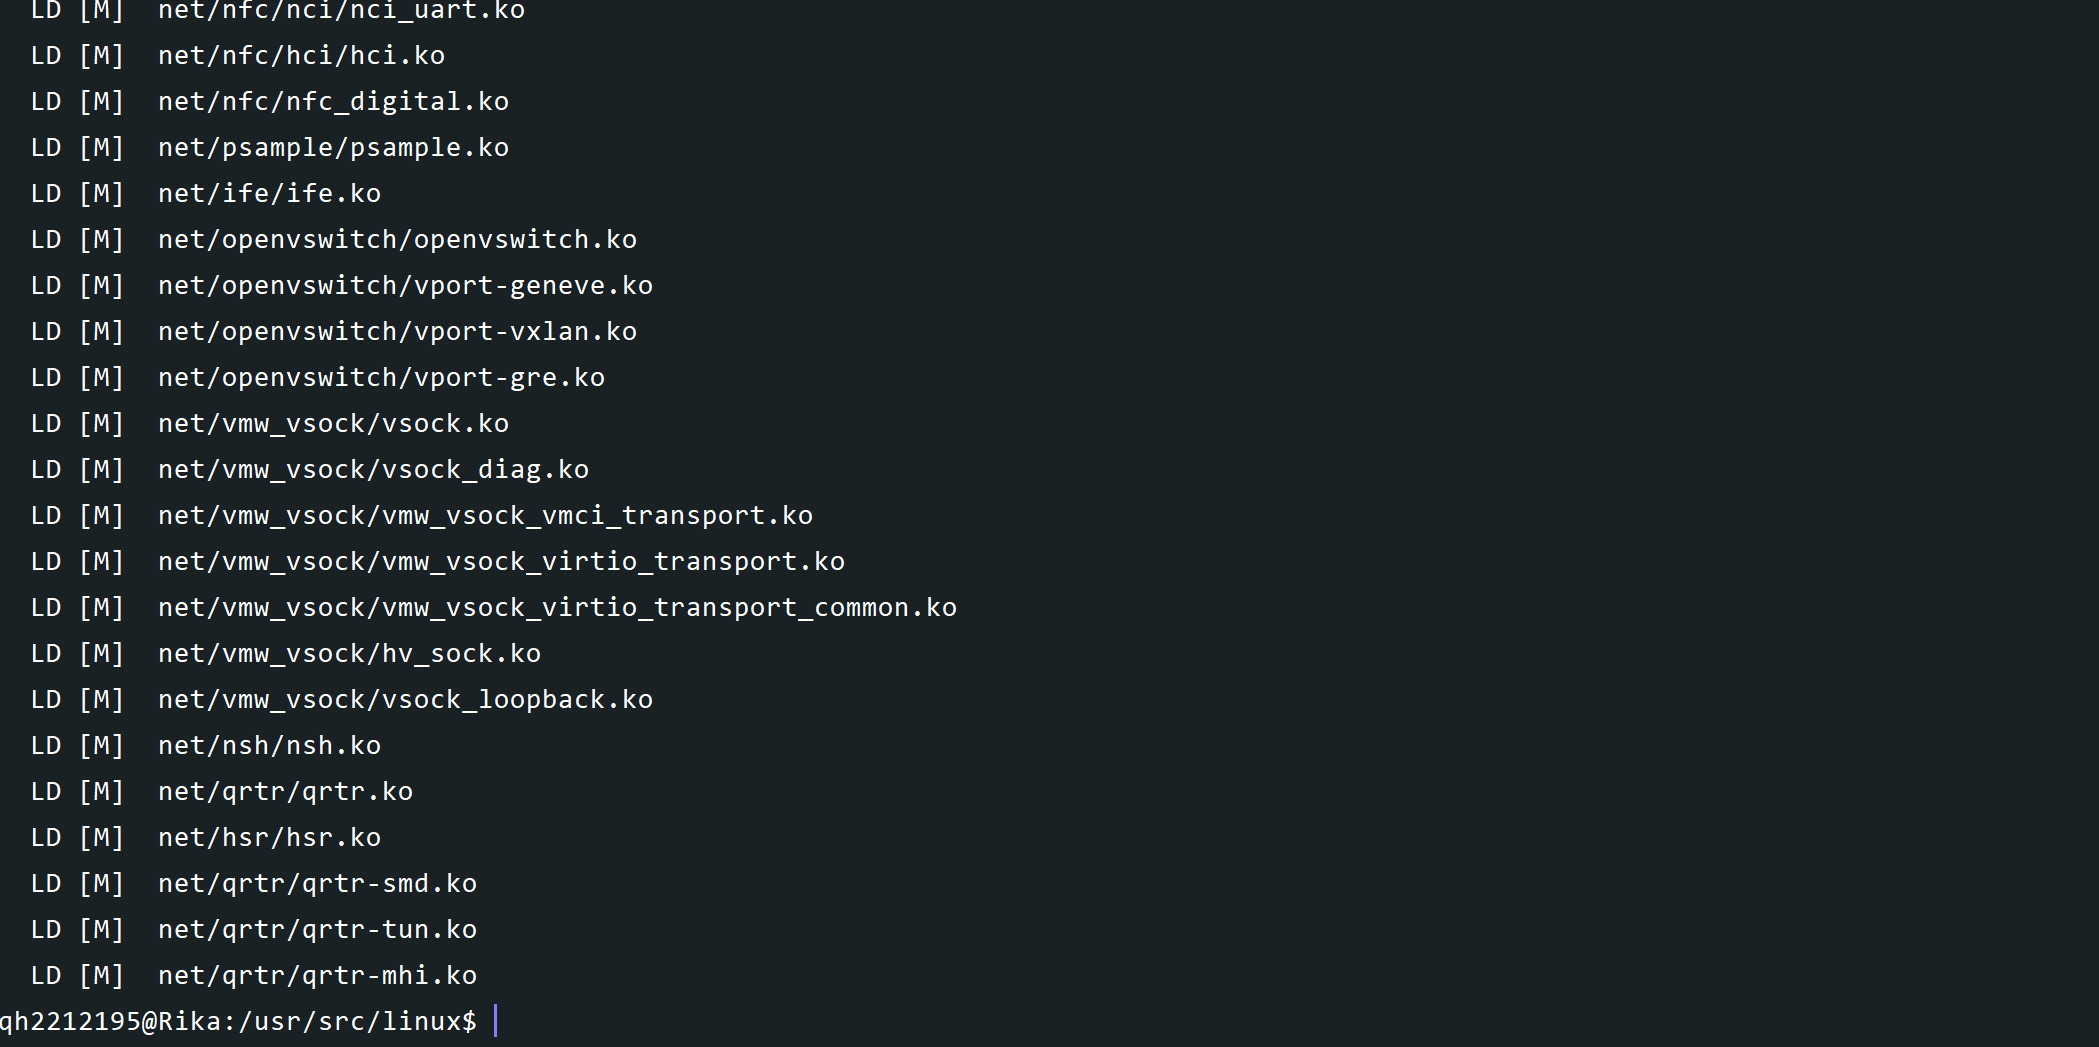 LD [M]  net/nfc/nci/nci_uart.ko
LD [M]  net/nfc/hci/hci.ko
LD [M]  net/nfc/nfc_digital.ko
LD [M]  net/psample/psample.ko
LD [M]  net/ife/ife.ko
LD [M]  net/openvswitch/openvswitch.ko
LD [M]  net/openvswitch/vport-geneve.ko
LD [M]  net/openvswitch/vport-vxlan.ko
LD [M]  net/openvswitch/vport-gre.ko
LD [M]  net/vmw_vsock/vsock.ko
LD [M]  net/vmw_vsock/vsock_diag.ko
LD [M]  net/vmw_vsock/vmw_vsock_vmci_transport.ko
LD [M]  net/vmw_vsock/vmw_vsock_virtio_transport.ko
LD [M]  net/vmw_vsock/vmw_vsock_virtio_transport_common.ko
LD [M]  net/vmw_vsock/hv_sock.ko
LD [M]  net/vmw_vsock/vsock_loopback.ko
LD [M]  net/nsh/nsh.ko
LD [M]  net/qrtr/qrtr.ko
LD [M]  net/hsr/hsr.ko
LD [M]  net/qrtr/qrtr-smd.ko
LD [M]  net/qrtr/qrtr-tun.ko
LD [M]  net/qrtr/qrtr-mhi.ko
qh2212195@Rika:/usr/src/linux$